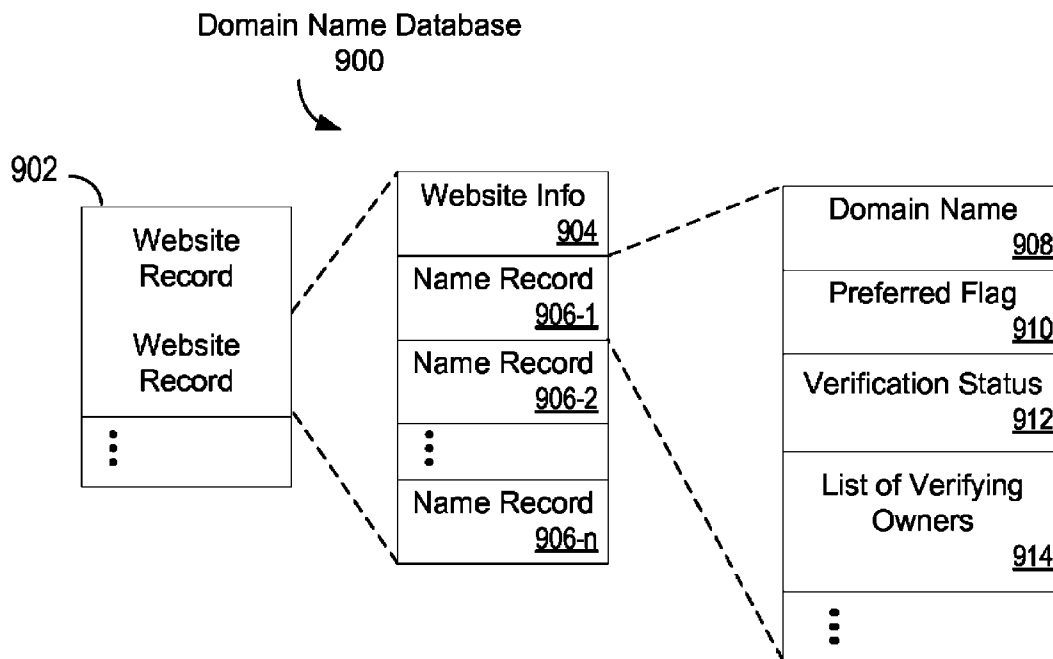 Domain Name Database
900
902
Website
Record
Website
Record
Website Info
904
Name Record
906-1
Name Record
906-2
Name Record
906-n
Domain Name
908
Preferred Flag
910
Verification Status
912
List of Verifying
Owners
914